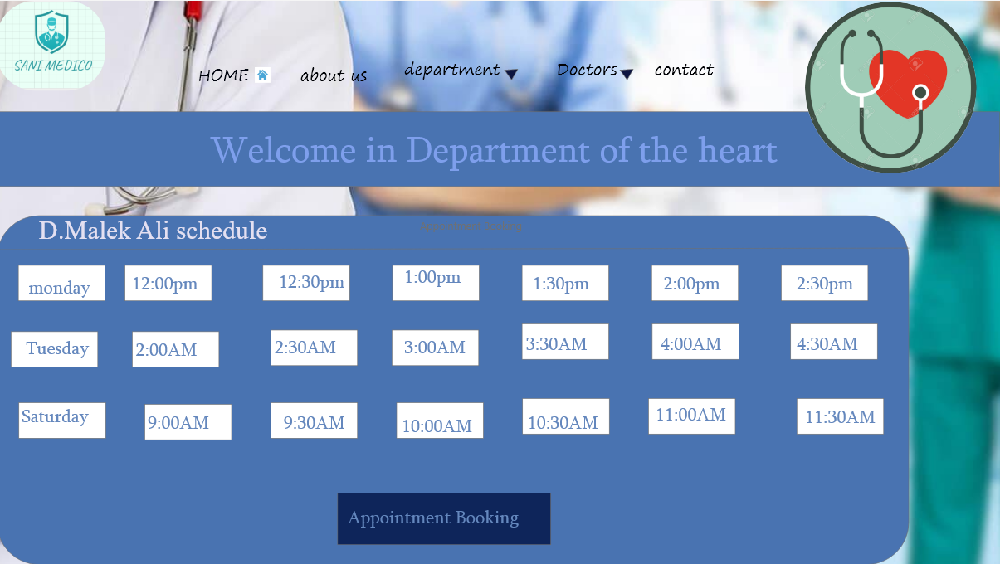 SANI MEDICO
HOME about us department Doctors contact
Welcome in Department of the heart
D.Malek Ali schedule
monday 12:00pm 12:30pm 1:00pm 1:30pm 2:00pm 2:30pm
Tuesday 2:00AM 2:30AM 3:00AM 3:30AM 4:00AM 4:30AM
Saturday 9:00AM 9:30AM 10:00AM 10:30AM 11:00AM 11:30AM
Appointment Booking